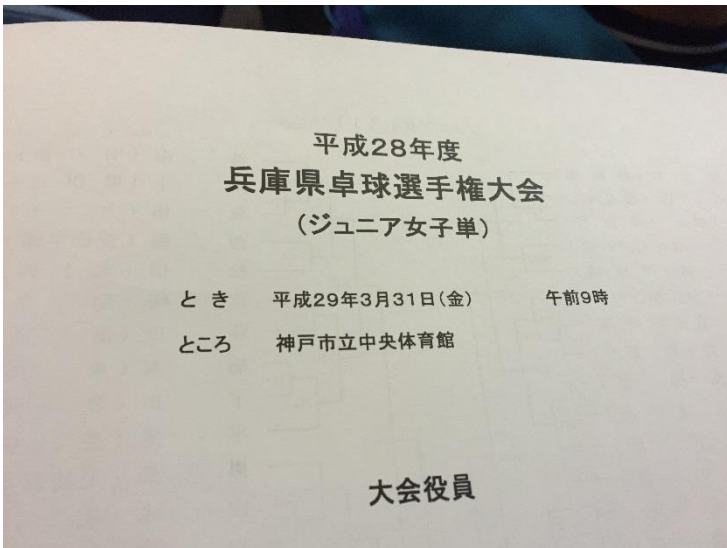 平成28年度
兵庫県卓球選手権大会
(ジュニア女子単)
とき 平成29年3月31日(金) 午前9時
ところ 神戸市立中央体育館
大会役員